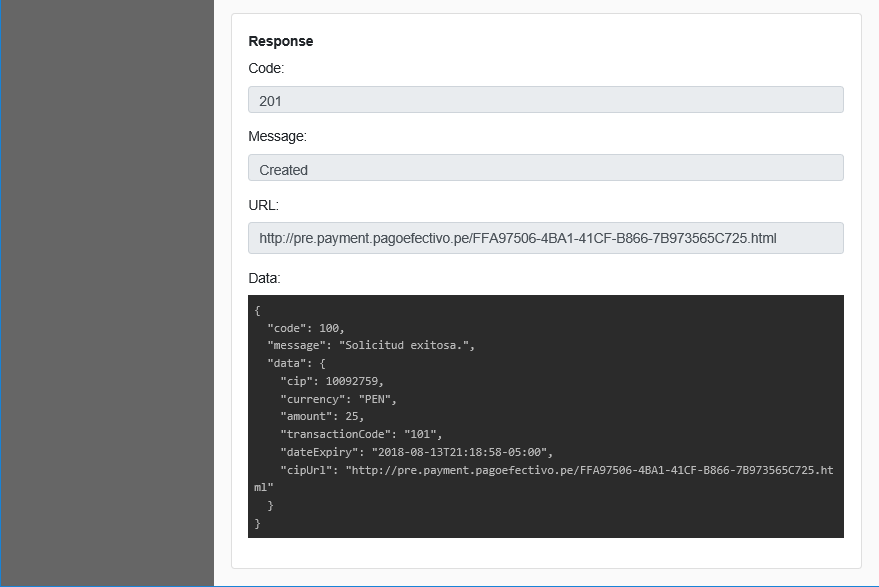 Response
Code:
201
Message:
Created
URL:
http://pre.payment.pagoefectivo.pe/FFA97506-4BA1-41CF-B866-7B973565C725.html
Data:
{
  "code": 100,
  "message": "Solicitud exitosa.",
  "data": {
    "cip": 10092759,
    "currency": "PEN",
    "amount": 25,
    "transactionCode": "101",
    "dateExpiry": "2018-08-13T21:18:58-05:00",
    "cipUrl": "http://pre.payment.pagoefectivo.pe/FFA97506-4BA1-41CF-B866-7B973565C725.ht
ml"
  }
}